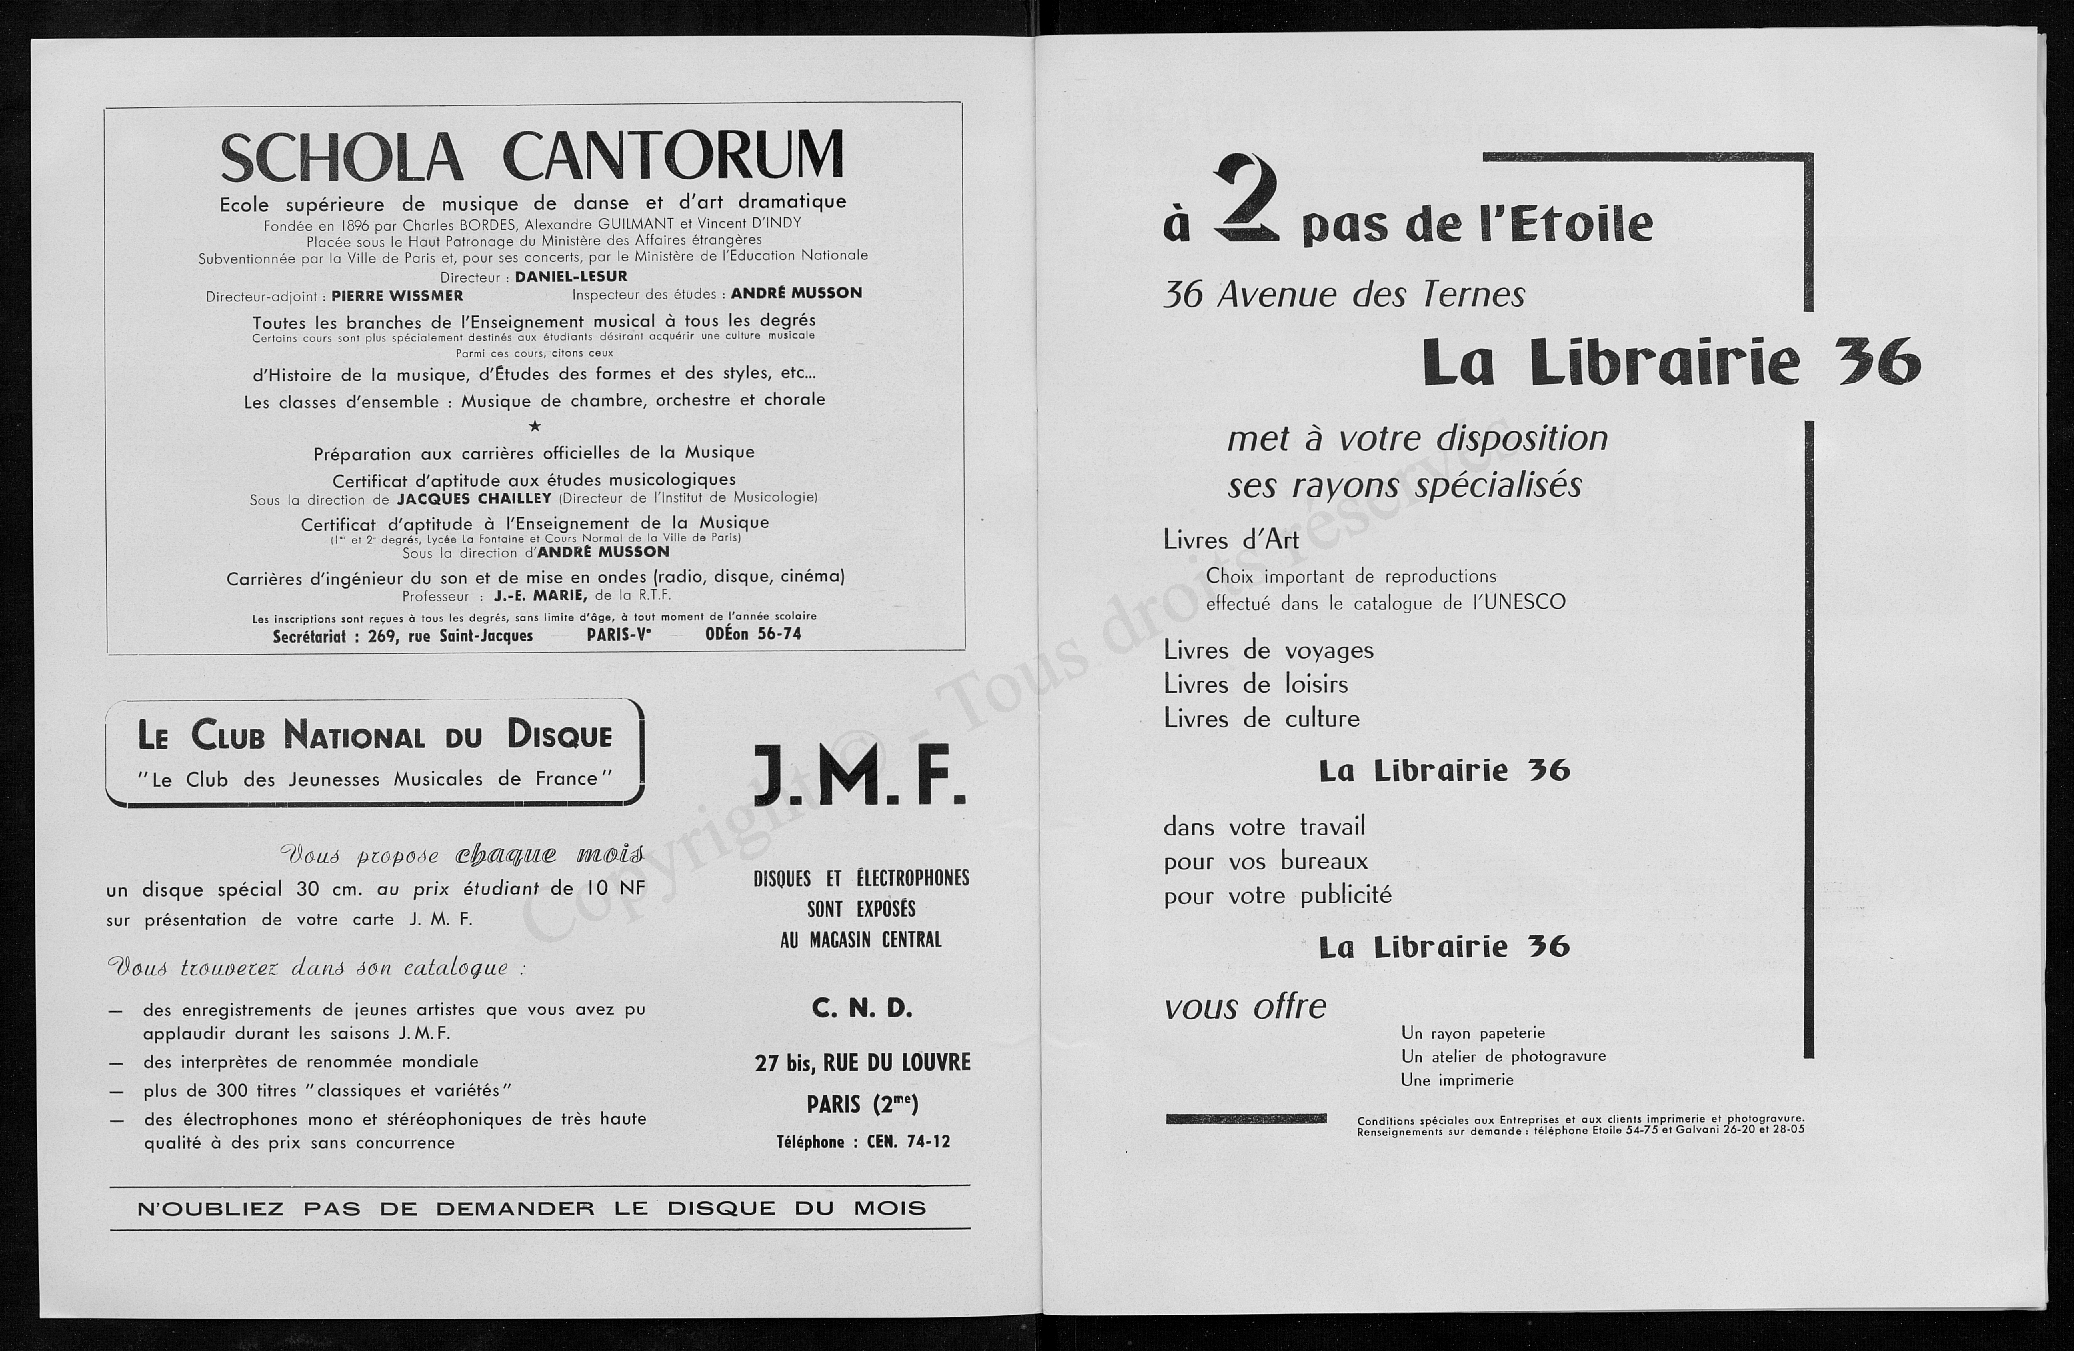 SCHOLA CANTORUM
Ecole supérieure de musique de danse et d'art dramatique
Fondée en 1896 par Charles BORDES, Alexandre GUILMANT et Vincent D'INDY
Placée sous le Haut Patronage du Ministère des Affaires étrangères
Subventionnée par la Ville de Paris et, pour ses concerts, par le Ministère de l'Education Nationale
Directeur : DANIEL-LESUR
Directeur-adjoint : PIERRE WISSMER Inspecteur des études : ANDRÉ MUSSON
Toutes les branches de l'Enseignement musical à tous les degrés
Certains cours sont plus spécialement destinés aux étudiants désirant acquérir une culture musicale
Parmi ces cours, citons ceux
d'Histoire de la musique, d'Études des formes et des styles, etc...
Les classes d'ensemble : Musique de chambre, orchestre et chorale
★
Préparation aux carrières officielles de la Musique
Certificat d'aptitude aux études musicologiques
Sous la direction de JACQUES CHAILLEY (Directeur de l'Institut de Musicologie)
Certificat d'aptitude à l'Enseignement de la Musique
(1er et 2e degrés, Lycée La Fontaine et Cours Normal de la Ville de Paris)
Sous la direction d'ANDRÉ MUSSON
Carrières d'ingénieur du son et de mise en ondes (radio, disque, cinéma)
Professeur : J.-E. MARIE, de la R.T.F.
Les inscriptions sont reçues à tous les degrés, sans limite d'âge, à tout moment de l'année scolaire
Secrétariat : 269, rue Saint-Jacques — PARIS-Ve — ODÉon 56-74
LE CLUB NATIONAL DU DISQUE
"Le Club des Jeunesses Musicales de France"
Vous propose chaque mois
un disque spécial 30 cm. au prix étudiant de 10 NF
sur présentation de votre carte J. M. F.
Vous trouverez dans son catalogue :
— des enregistrements de jeunes artistes que vous avez pu
applaudir durant les saisons J.M.F.
— des interprètes de renommée mondiale
— plus de 300 titres "classiques et variétés"
— des électrophones mono et stéréophoniques de très haute
qualité à des prix sans concurrence
J.M.F.
DISQUES ET ÉLECTROPHONES
SONT EXPOSÉS
AU MAGASIN CENTRAL
C. N. D.
27 bis, RUE DU LOUVRE
PARIS (2me)
Téléphone : CEN. 74-12
N'OUBLIEZ PAS DE DEMANDER LE DISQUE DU MOIS
à 2 pas de l'Etoile
36 Avenue des Ternes
La Librairie 36
met à votre disposition
ses rayons spécialisés
Livres d'Art
Choix important de reproductions
effectué dans le catalogue de l'UNESCO
Livres de voyages
Livres de loisirs
Livres de culture
La Librairie 36
dans votre travail
pour vos bureaux
pour votre publicité
La Librairie 36
vous offre
Un rayon papeterie
Un atelier de photogravure
Une imprimerie
Conditions spéciales aux Entreprises et aux clients imprimerie et photogravure.
Renseignements sur demande : téléphone Etoile 54-75 et Galvani 26-20 et 28-05
Copyright © - Tous droits réservés